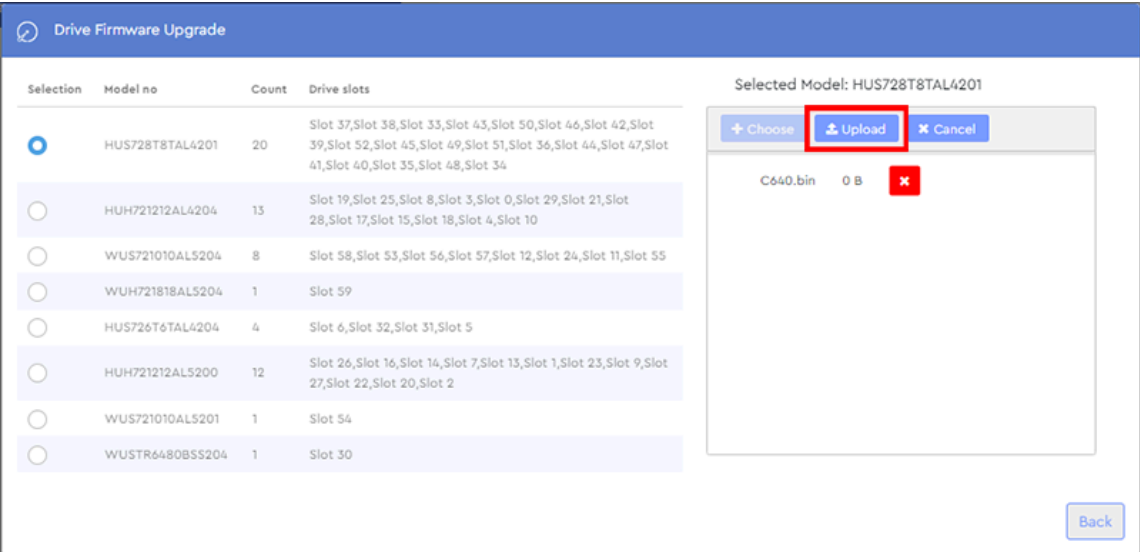 Drive Firmware Upgrade
Selection Model no Count Drive slots
HUS728T8TAL4201 20 Slot 37,Slot 38,Slot 33,Slot 43,Slot 50,Slot 46,Slot 42,Slot
39,Slot 52,Slot 45,Slot 49,Slot 51,Slot 36,Slot 44,Slot 47,Slot
41,Slot 40,Slot 35,Slot 48,Slot 34
HUH721212AL4204 13 Slot 19,Slot 25,Slot 8,Slot 3,Slot 0,Slot 29,Slot 21,Slot
28,Slot 17,Slot 15,Slot 18,Slot 4,Slot 10
WUS721010AL5204 8 Slot 58,Slot 53,Slot 56,Slot 57,Slot 12,Slot 24,Slot 11,Slot 55
WUH721818AL5204 1 Slot 59
HUS726T6TAL4204 4 Slot 6,Slot 32,Slot 31,Slot 5
HUH721212AL5200 12 Slot 26,Slot 16,Slot 14,Slot 7,Slot 13,Slot 1,Slot 23,Slot 9,Slot
27,Slot 22,Slot 20,Slot 2
WUS721010AL5201 1 Slot 54
WUSTR6480BSS204 1 Slot 30
Selected Model: HUS728T8TAL4201
Choose Upload Cancel
C640.bin 0 B
Back